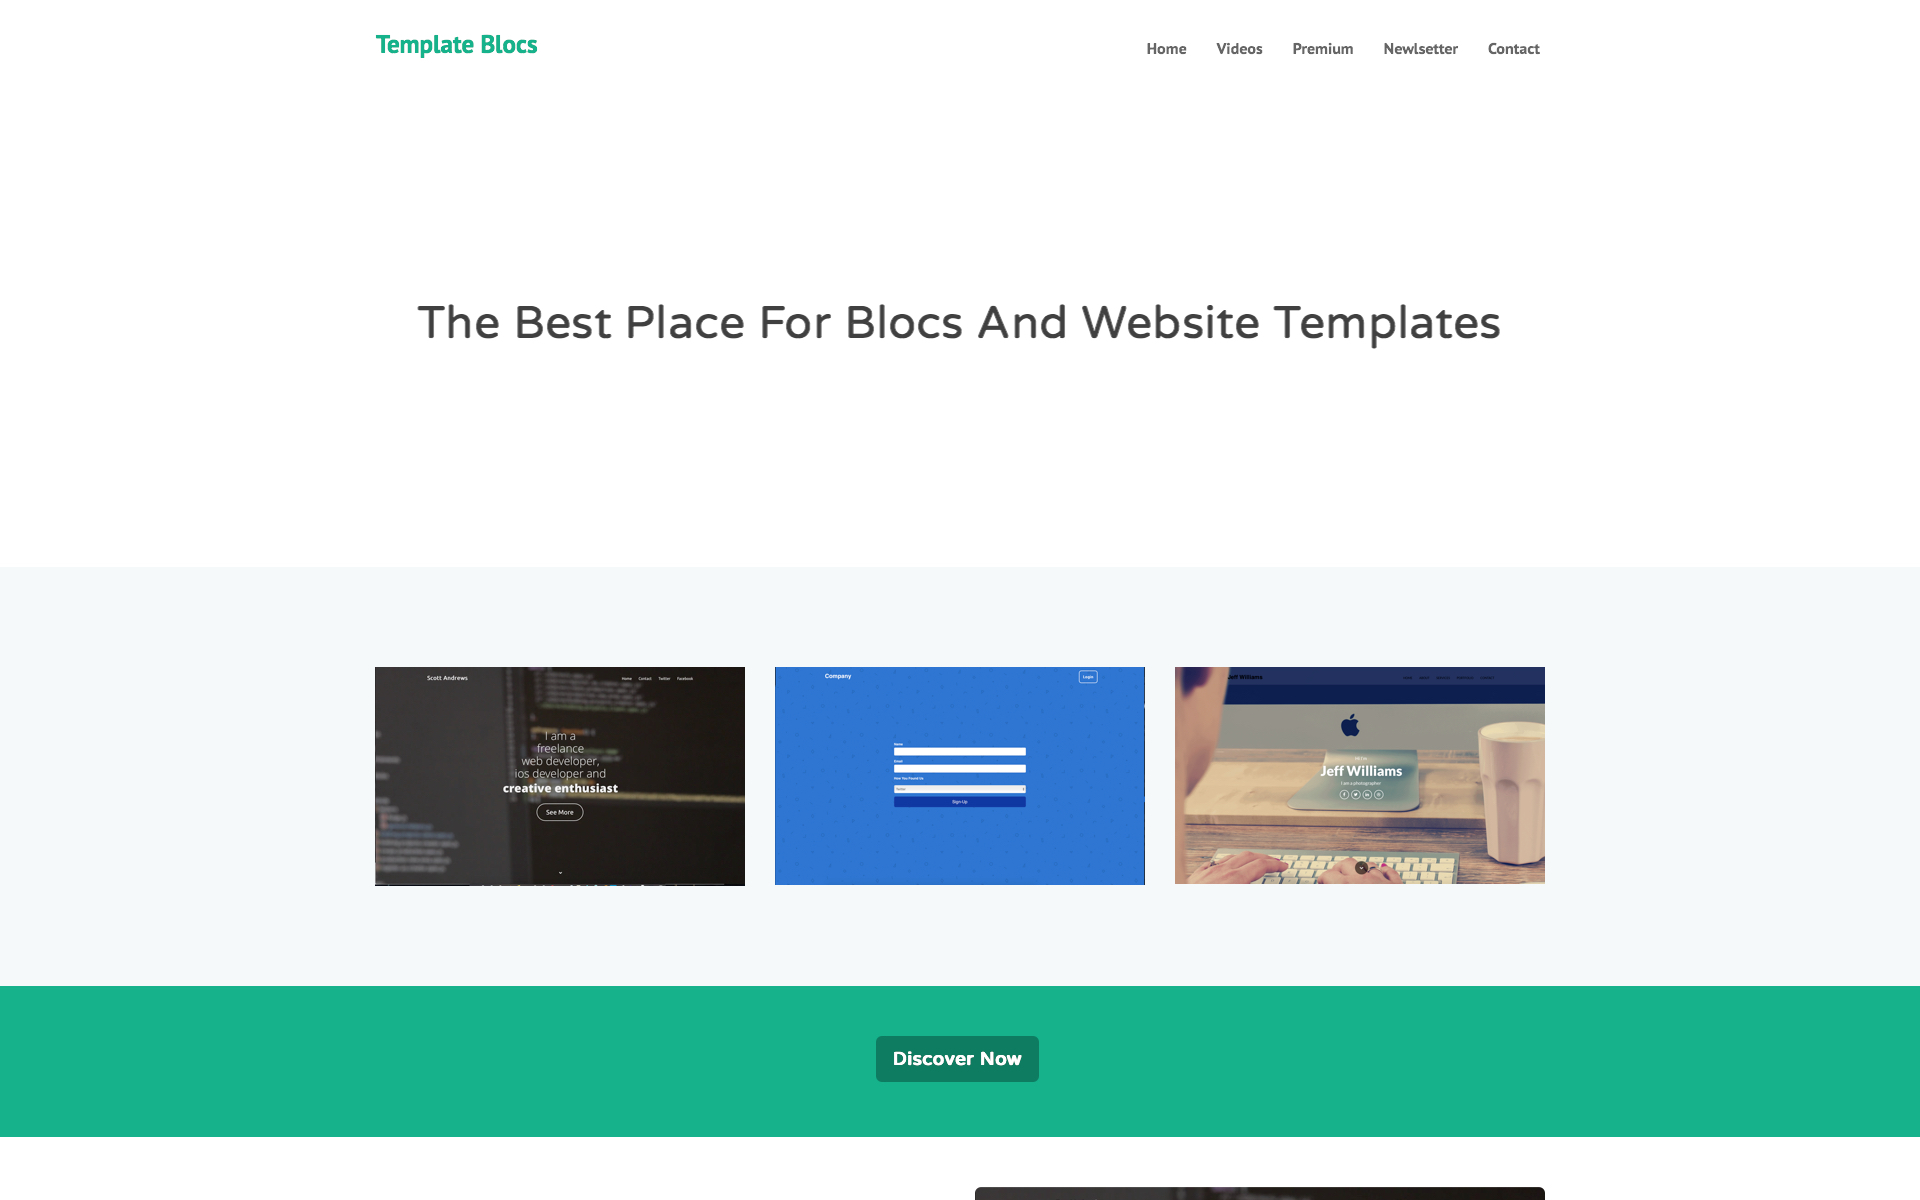 Template Blocs
Home Videos Premium Newlsetter Contact
The Best Place For Blocs And Website Templates
Scott Andrews
Home Contact Twitter Facebook
I am a
freelance
web developer,
ios developer and
creative enthusiast
See More
Company
Login
Name
Email
How You Found Us
Twitter
Sign-Up
Jeff Williams
Jeff Williams
I am a photographer
Discover Now